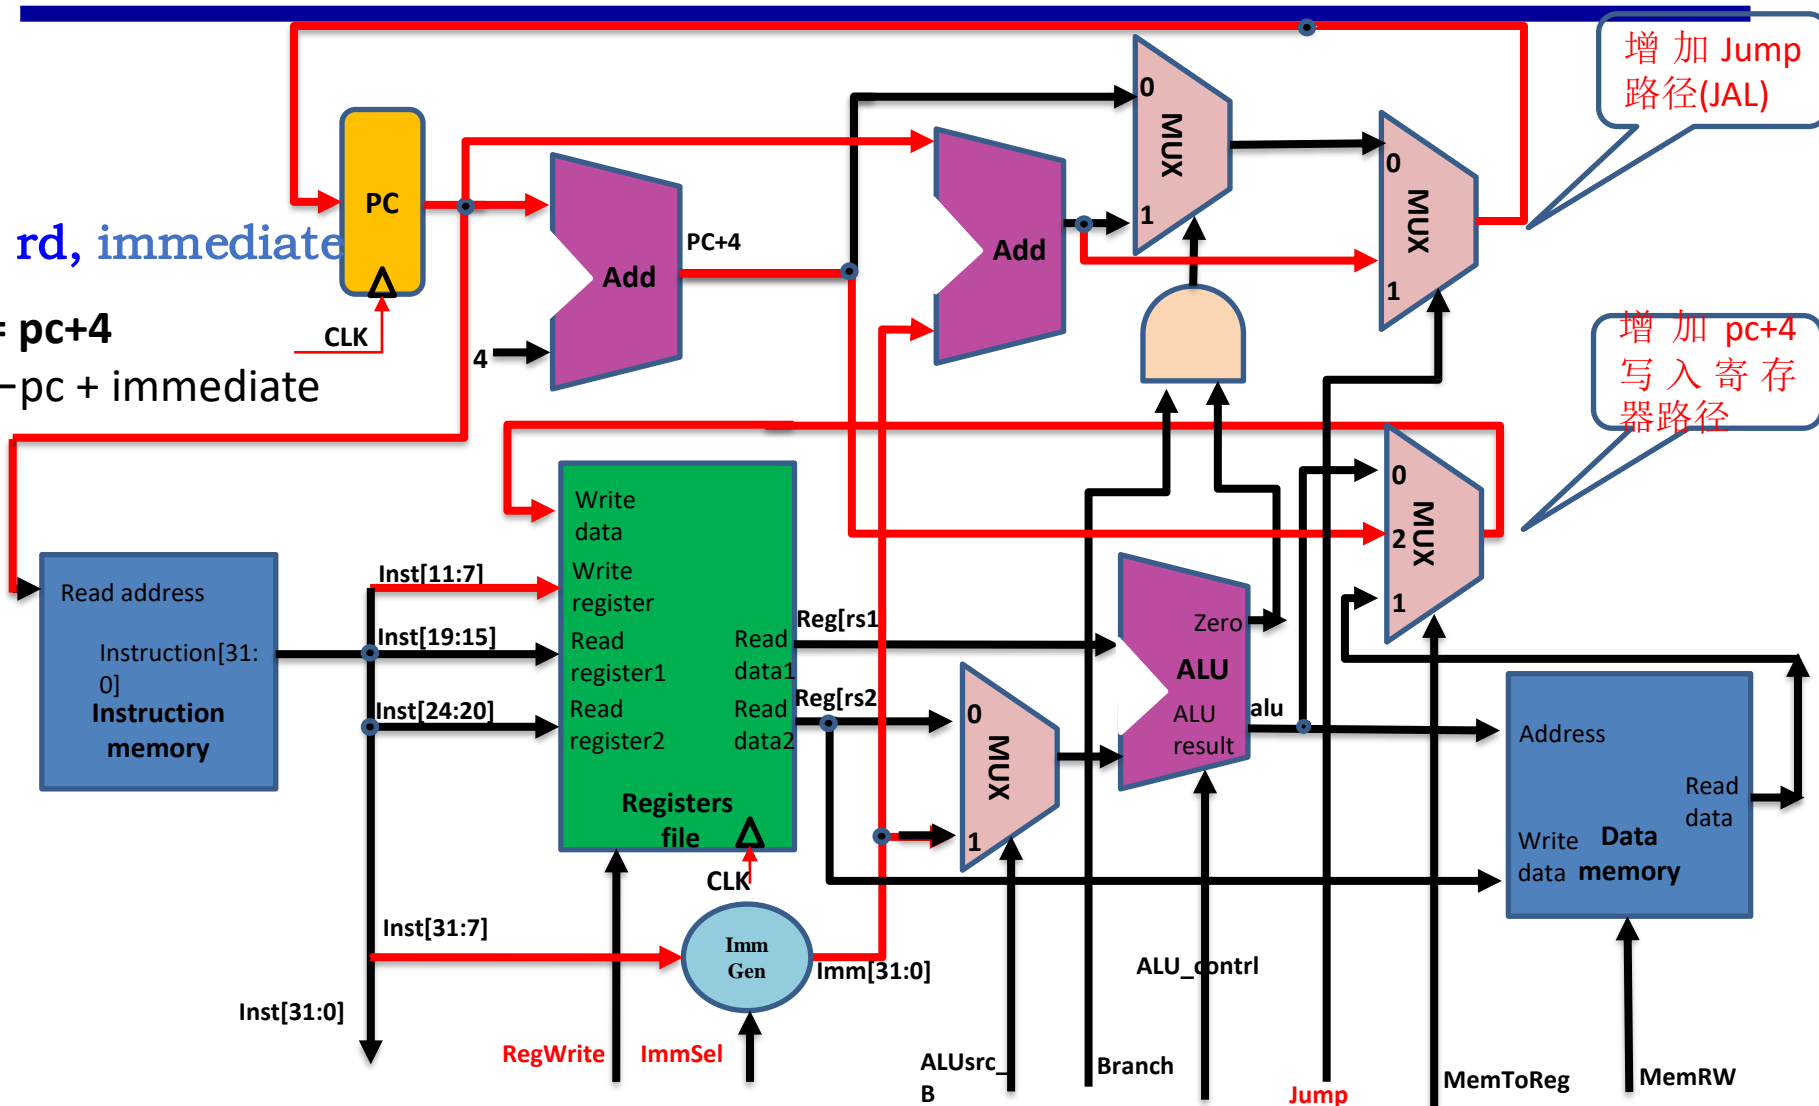 增 加 Jump
路径(JAL)
0
MUX
1
0
MUX
1
PC
CLK
rd, immediate
= pc+4
pc + immediate
PC+4
Add
4
Add
增 加 pc+4
写 入 寄 存
器路径
0
2
MUX
1
Read address
Instruction[31:
0]
Instruction
memory
Inst[11:7]
Inst[19:15]
Inst[24:20]
Inst[31:7]
Inst[31:0]
Write
data
Write
register
Read
register1
Read
register2
Read
data1
Read
data2
Registers
file
CLK
Reg[rs1
Reg[rs2
0
MUX
1
Zero
ALU
ALU
result
alu
Address
Read
data
Write
data
Data
memory
Imm
Gen
Imm[31:0]
RegWrite
ImmSel
ALUsrc_
B
Branch
ALU_contrl
Jump
MemToReg
MemRW